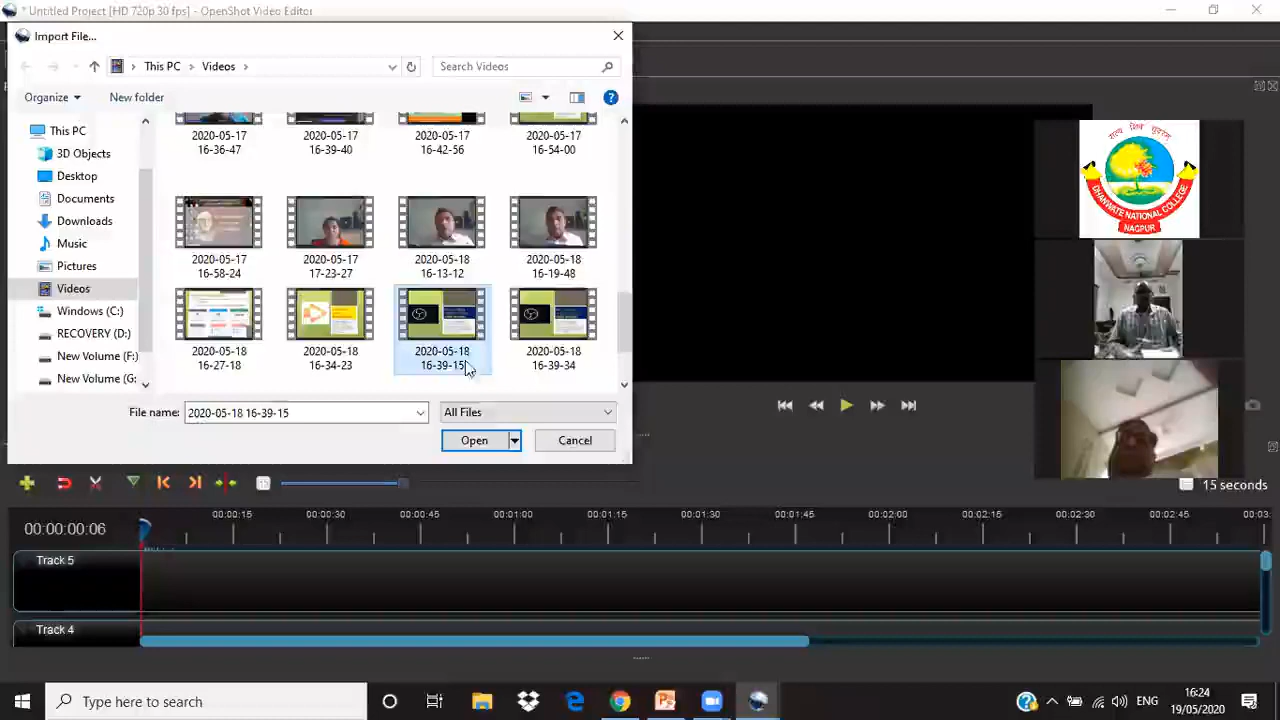 * Untitled Project [HD 720p 30 fps] - OpenShot Video Editor
Import File...
This PC
Videos
Search Videos
Organize
New folder
This PC
3D Objects
Desktop
Documents
Downloads
Music
Pictures
Videos
Windows (C:)
RECOVERY (D:)
New Volume (F:)
New Volume (G:
2020-05-17 16-36-47
2020-05-17 16-39-40
2020-05-17 16-42-56
2020-05-17 16-54-00
2020-05-17 16-58-24
2020-05-17 17-23-27
2020-05-18 16-13-12
2020-05-18 16-19-48
2020-05-18 16-27-18
2020-05-18 16-34-23
2020-05-18 16-39-15
2020-05-18 16-39-34
File name:
2020-05-18 16-39-15
All Files
Open
Cancel
DHANWATE NATIONAL COLLEGE
NAGPUR
15 seconds
00:00:00:06
00:00:15
00:00:30
00:00:45
00:01:00
00:01:15
00:01:30
00:01:45
00:02:00
00:02:15
00:02:30
00:02:45
00:03:
Track 5
Track 4
Type here to search
ENG
16:24
19/05/2020